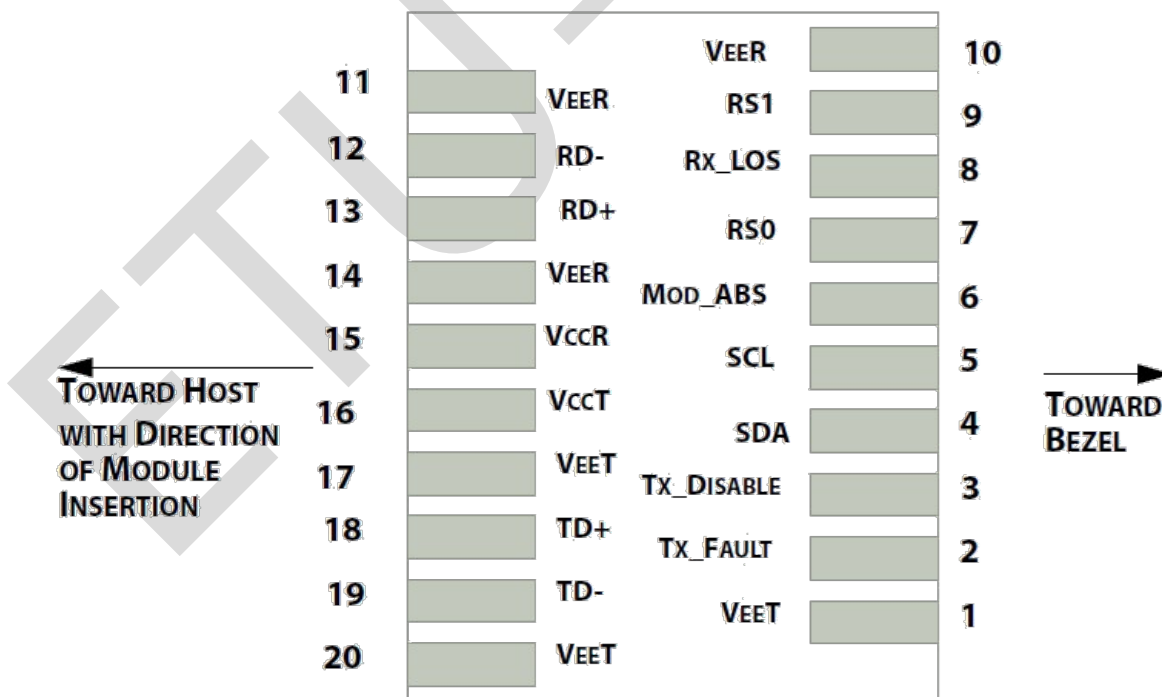 VEER 10
11 VEER
RS1 9
12 RD-
RX_LOS 8
13 RD+
RS0 7
14 VEER
MOD_ABS 6
15 VCCR
SCL 5
TOWARD HOST
WITH DIRECTION
OF MODULE
INSERTION
TOWARD
BEZEL
16 VCCT
SDA 4
17 VEET
TX_DISABLE 3
18 TD+
TX_FAULT 2
19 TD-
VEET 1
20 VEET
ETU